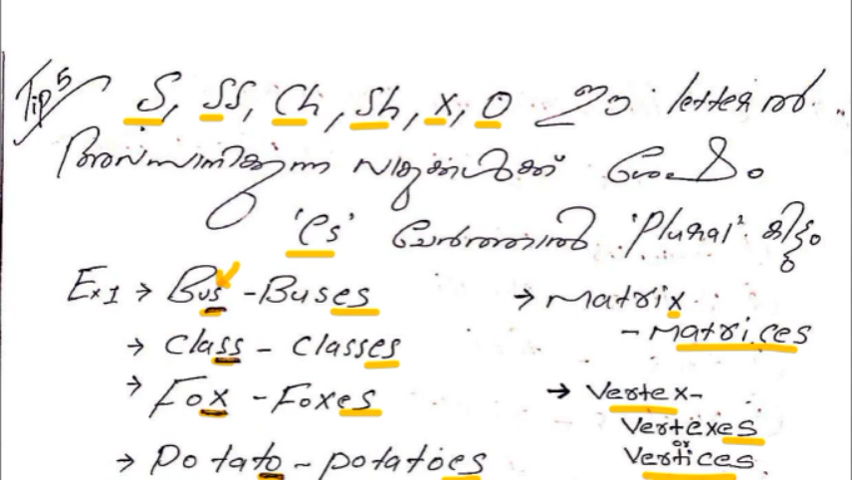 Tip 5
S, SS, Ch, Sh, X, O ഈ letter ൽ
അവസാനിക്കുന്ന വാക്കുകൾക്ക് ശേഷം
'es' ചേർത്താൽ 'Plural' കിട്ടും
Ex1 → Bus - Buses
→ Class - Classes
→ Fox - Foxes
→ Potato - potatoes
→ Matrix
- Matrices
→ Vertex -
Vertexes
or
Vertices